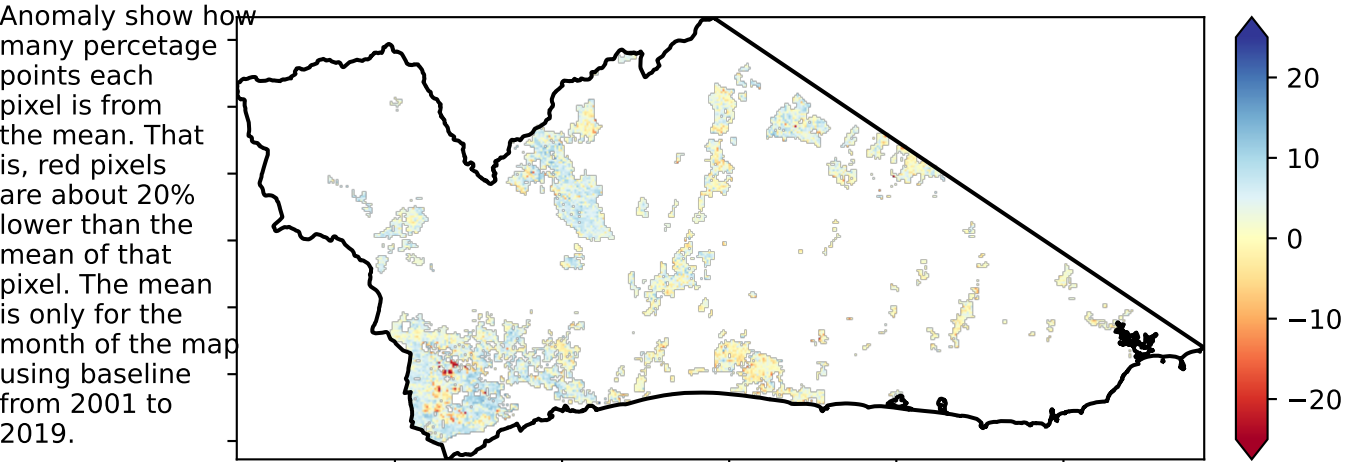 Anomaly show how
many percetage
points each
pixel is from
the mean. That
is, red pixels
are about 20%
lower than the
mean of that
pixel. The mean
is only for the
month of the map
using baseline
from 2001 to
2019.
20
10
0
−10
−20